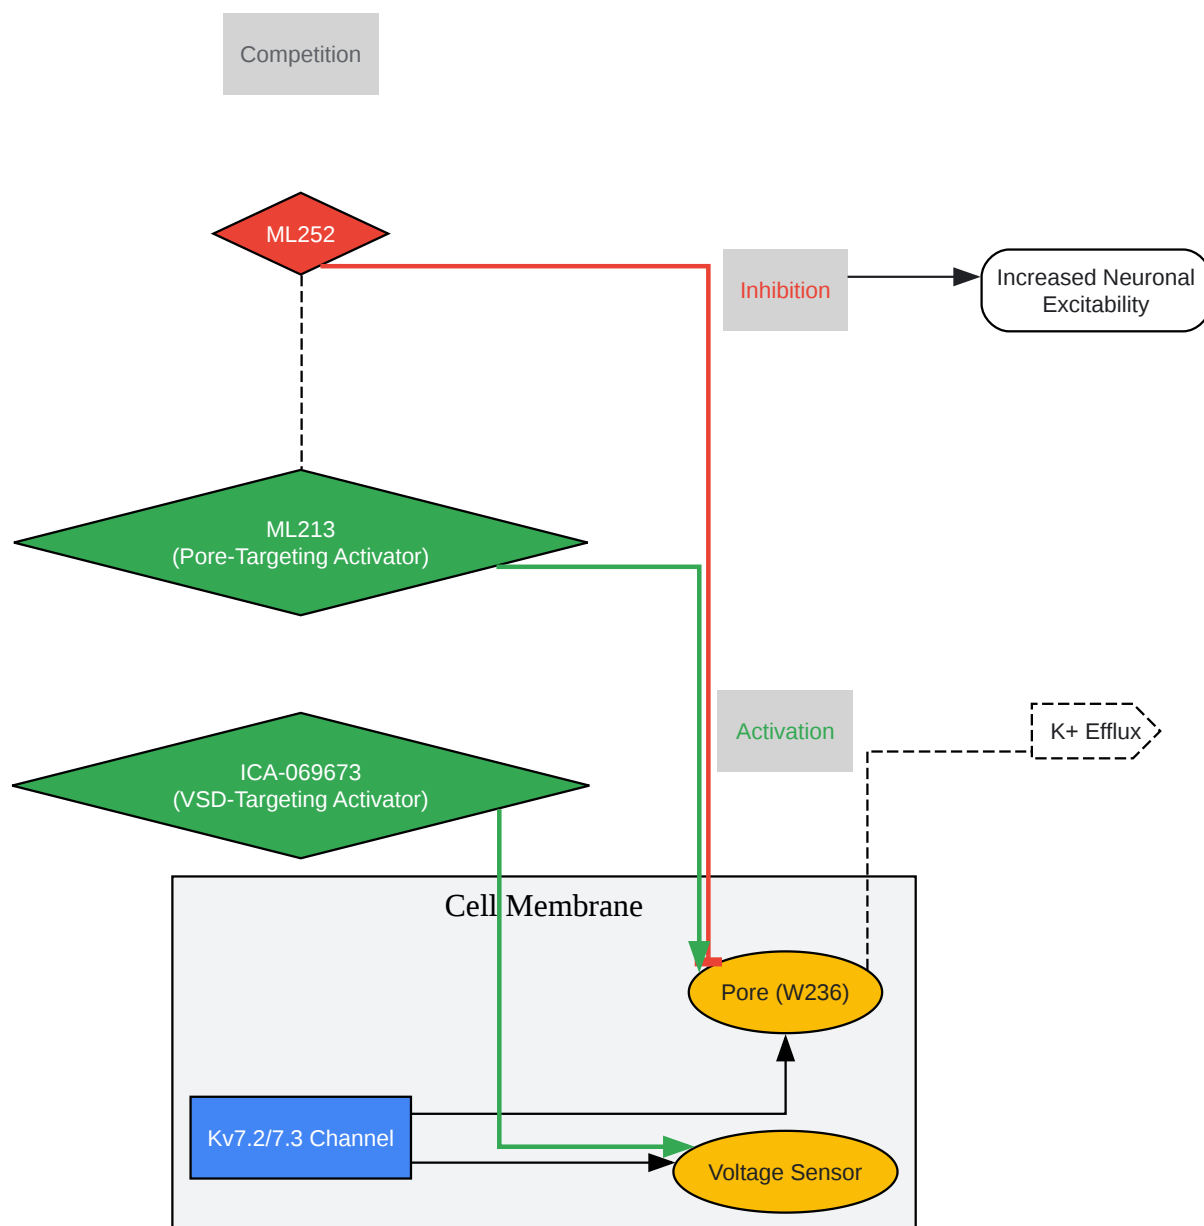 Competition
ML252
Inhibition
Increased Neuronal
Excitability
ML213
(Pore-Targeting Activator)
Activation
K+ Efflux
ICA-069673
(VSD-Targeting Activator)
Cell Membrane
Pore (W236)
Kv7.2/7.3 Channel
Voltage Sensor